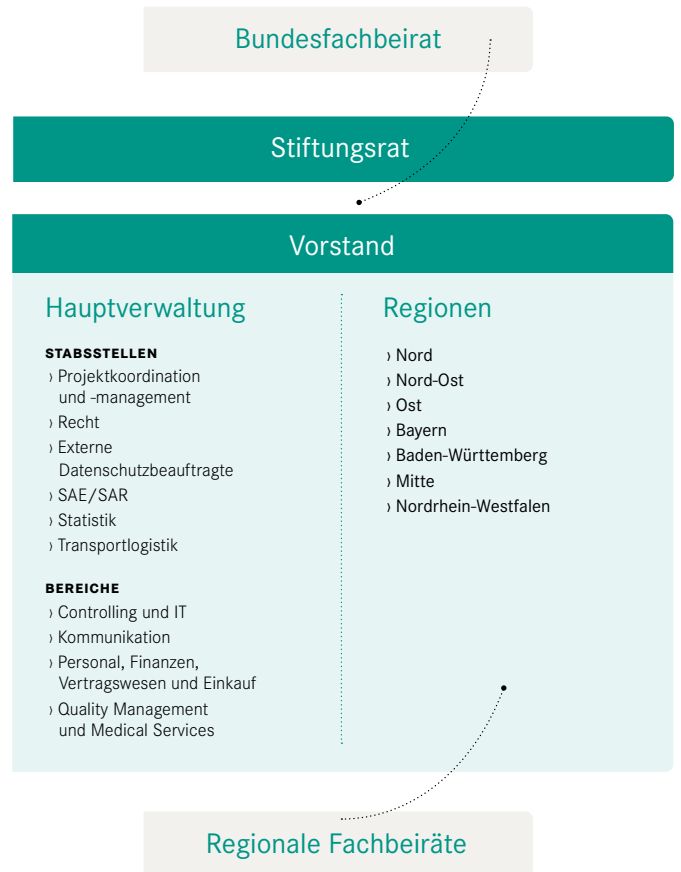 Bundesfachbeirat
Stiftungsrat
Vorstand
Hauptverwaltung
STABSSTELLEN
› Projektkoordination
und -management
› Recht
› Externe
Datenschutzbeauftragte
› SAE/SAR
› Statistik
› Transportlogistik
BEREICHE
› Controlling und IT
› Kommunikation
› Personal, Finanzen,
Vertragswesen und Einkauf
› Quality Management
und Medical Services
Regionen
› Nord
› Nord-Ost
› Ost
› Bayern
› Baden-Württemberg
› Mitte
› Nordrhein-Westfalen
Regionale Fachbeiräte